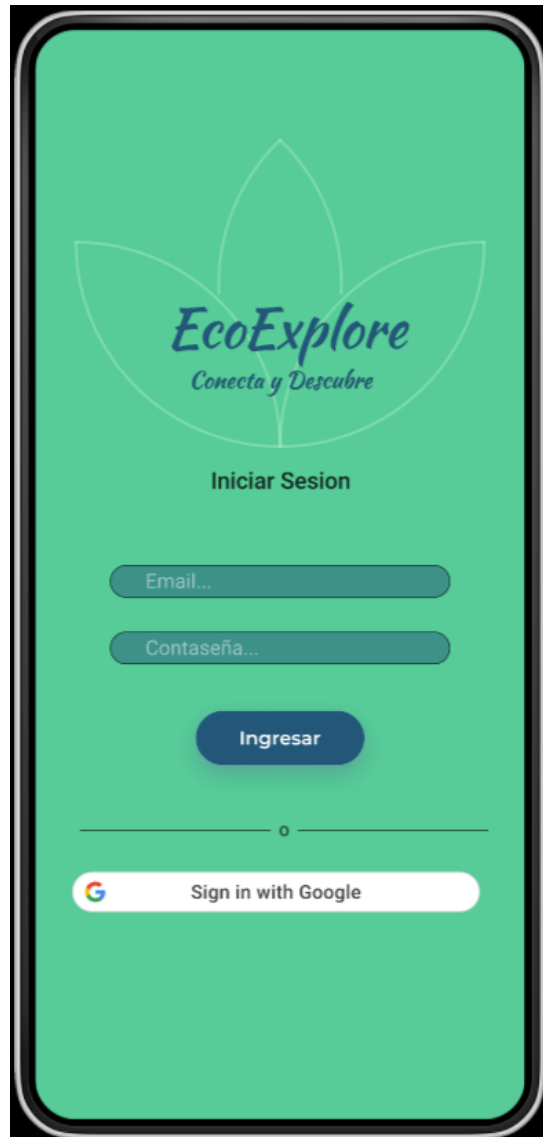 EcoExplore
Conecta y Descubre
Iniciar Sesion
Email...
Contaseña...
Ingresar
o
Sign in with Google